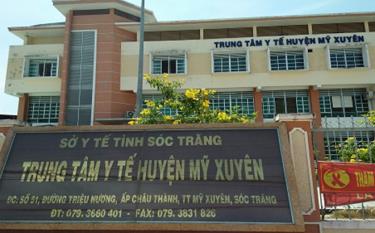 TRUNG TÂM Y TẾ HUYỆN MỸ XUYÊN
SỞ Y TẾ TỈNH SÓC TRĂNG
TRUNG TÂM Y TẾ HUYỆN MỸ XUYÊN
ĐC: SỐ 31, ĐƯỜNG TRIỆU NƯƠNG, ẤP CHÂU THÀNH, TT MỸ XUYÊN, SÓC TRĂNG
ĐT: 079. 3660 401 - FAX: 079. 3831 826